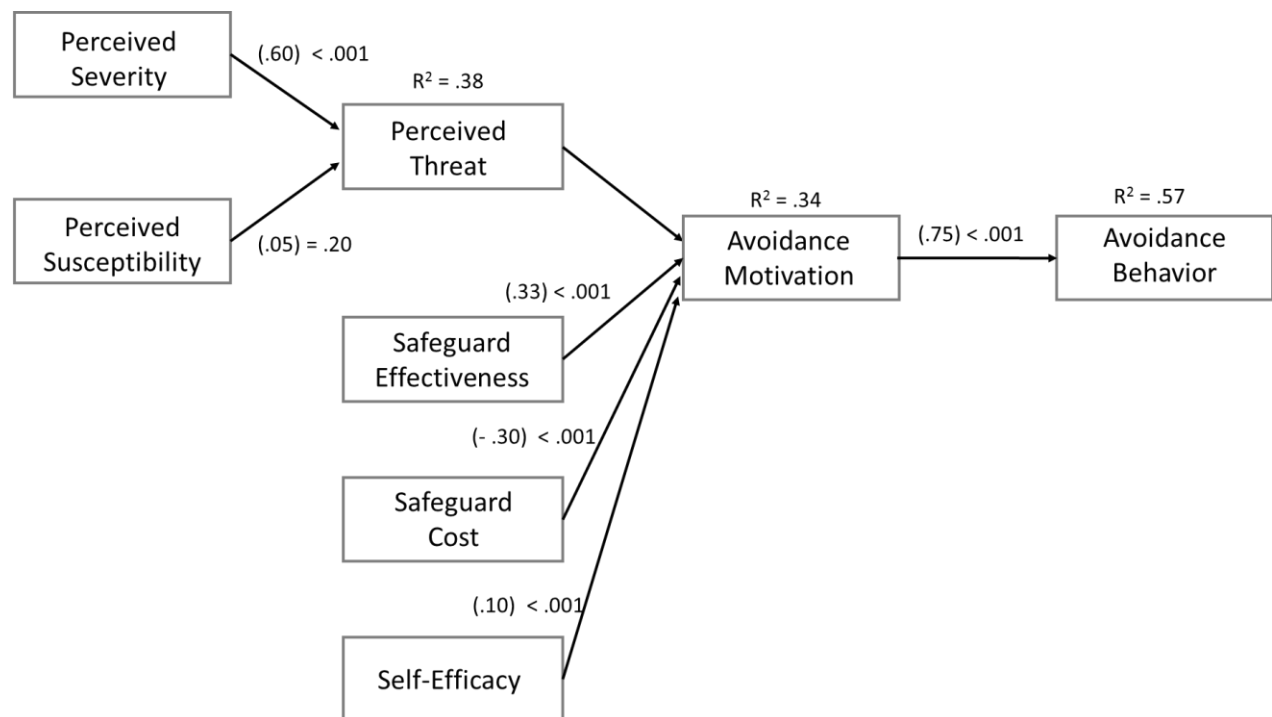 Perceived
Severity
(.60) < .001
R² = .38
Perceived
Threat
Perceived
Susceptibility
(.05) = .20
R² = .34
Avoidance
Motivation
(.75) < .001
R² = .57
Avoidance
Behavior
(.33) < .001
Safeguard
Effectiveness
(- .30) < .001
Safeguard
Cost
(.10) < .001
Self-Efficacy